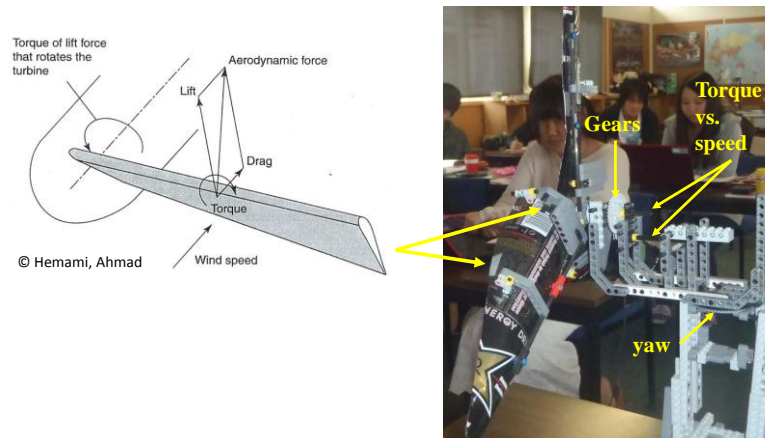 Torque of lift force
that rotates the
turbine
Aerodynamic force
Lift
Drag
Torque
Wind speed
© Hemami, Ahmad
Torque
vs.
speed
Gears
yaw
NERGY DR